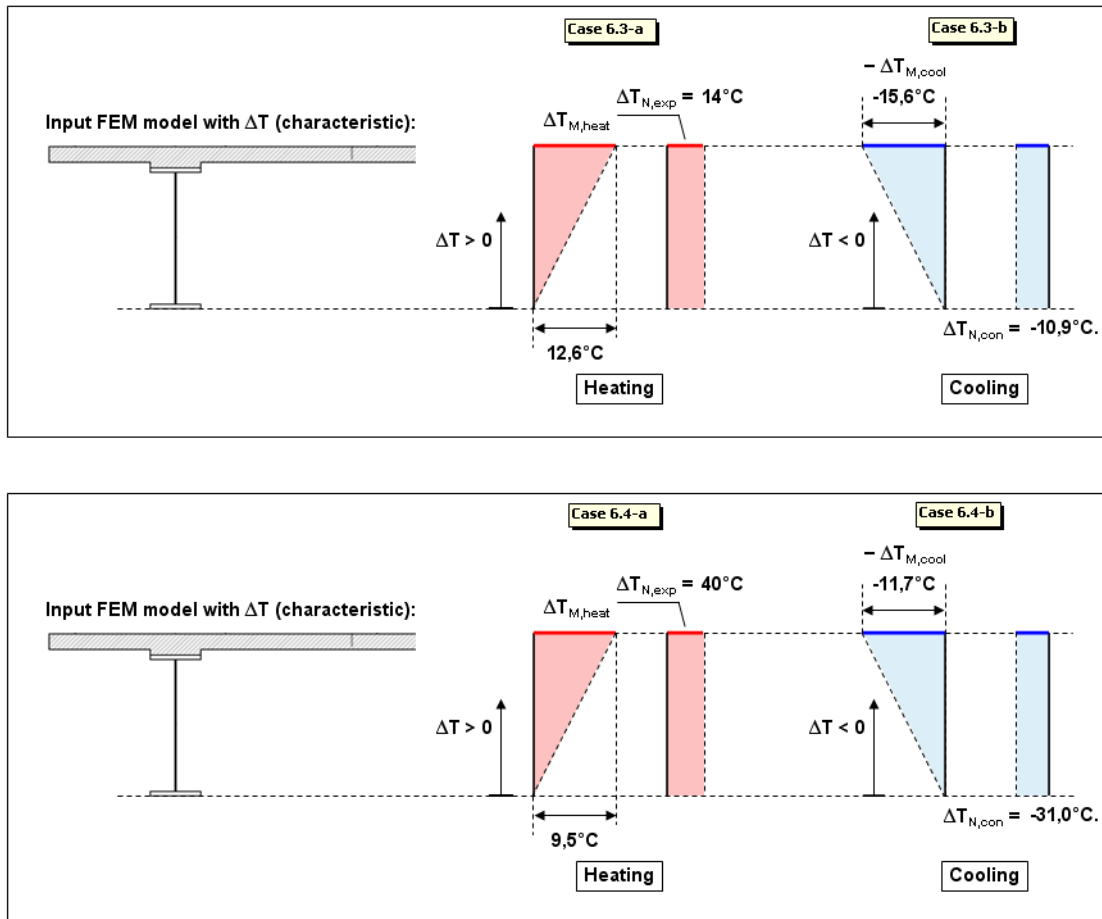 Case 6.3-a
Case 6.3-b
− ΔT_M,cool
ΔT_N,exp = 14°C
-15,6°C
Input FEM model with ΔT (characteristic):
ΔT_M,heat
ΔT > 0
ΔT < 0
ΔT_N,con = -10,9°C.
12,6°C
Heating
Cooling
Case 6.4-a
Case 6.4-b
− ΔT_M,cool
ΔT_N,exp = 40°C
-11,7°C
Input FEM model with ΔT (characteristic):
ΔT_M,heat
ΔT > 0
ΔT < 0
ΔT_N,con = -31,0°C.
9,5°C
Heating
Cooling